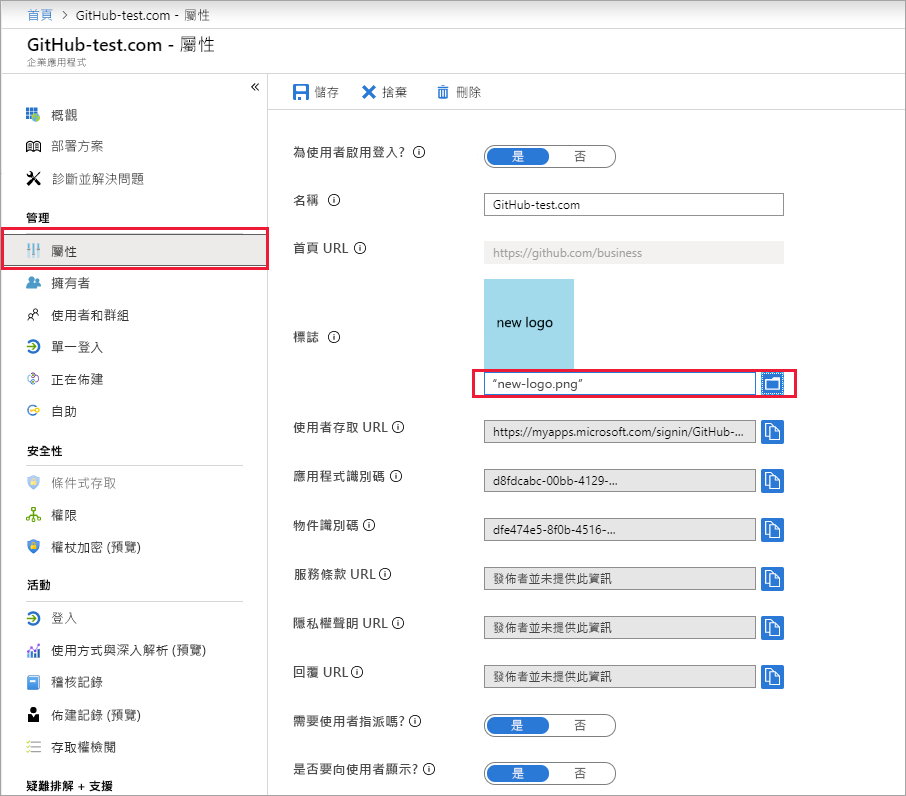 首頁 > GitHub-test.com - 屬性
GitHub-test.com - 屬性
企業應用程式
«
概觀
部署方案
診斷並解決問題
管理
屬性
擁有者
使用者和群組
單一登入
正在佈建
自助
安全性
條件式存取
權限
權杖加密 (預覽)
活動
登入
使用方式與深入解析 (預覽)
稽核記錄
佈建記錄 (預覽)
存取權檢閱
疑難排解 + 支援
儲存 捨棄 刪除
為使用者啟用登入? 是 否
名稱 GitHub-test.com
首頁 URL https://github.com/business
new logo
標誌
"new-logo.png"
使用者存取 URL https://myapps.microsoft.com/signin/GitHub-...
應用程式識別碼 d8fdcabc-00bb-4129-...
物件識別碼 dfe474e5-8f0b-4516-...
服務條款 URL 發佈者並未提供此資訊
隱私權聲明 URL 發佈者並未提供此資訊
回覆 URL 發佈者並未提供此資訊
需要使用者指派嗎? 是 否
是否要向使用者顯示? 是 否